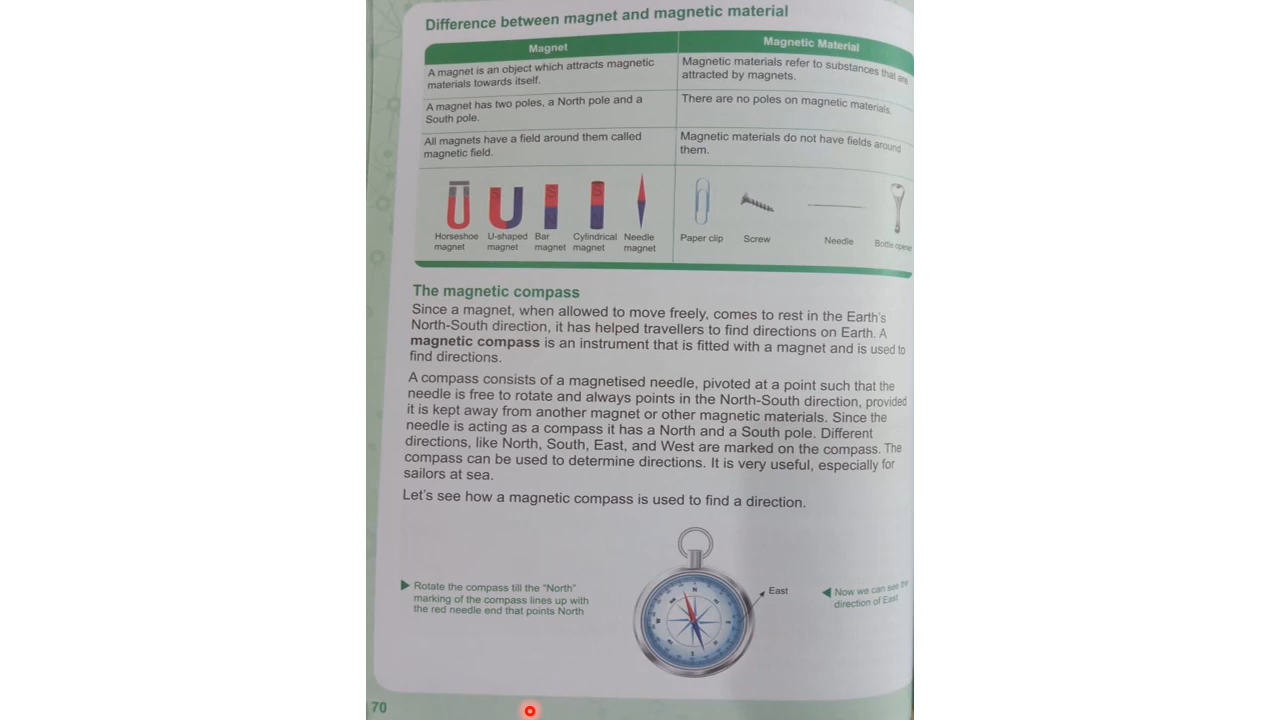 Difference between magnet and magnetic material
Magnet
Magnetic Material
A magnet is an object which attracts magnetic
materials towards itself.
Magnetic materials refer to substances that are
attracted by magnets.
A magnet has two poles, a North pole and a
South pole.
There are no poles on magnetic materials.
All magnets have a field around them called
magnetic field.
Magnetic materials do not have fields around
them.
Horseshoe
magnet
U-shaped
magnet
Bar
magnet
Cylindrical
magnet
Needle
magnet
Paper clip
Screw
Needle
Bottle opener
The magnetic compass
Since a magnet, when allowed to move freely, comes to rest in the Earth's
North-South direction, it has helped travellers to find directions on Earth. A
magnetic compass is an instrument that is fitted with a magnet and is used to
find directions.
A compass consists of a magnetised needle, pivoted at a point such that the
needle is free to rotate and always points in the North-South direction, provided
it is kept away from another magnet or other magnetic materials. Since the
needle is acting as a compass it has a North and a South pole. Different
directions, like North, South, East, and West are marked on the compass. The
compass can be used to determine directions. It is very useful, especially for
sailors at sea.
Let's see how a magnetic compass is used to find a direction.
Rotate the compass till the "North"
marking of the compass lines up with
the red needle end that points North
N
S
East
Now we can see the
direction of East
70